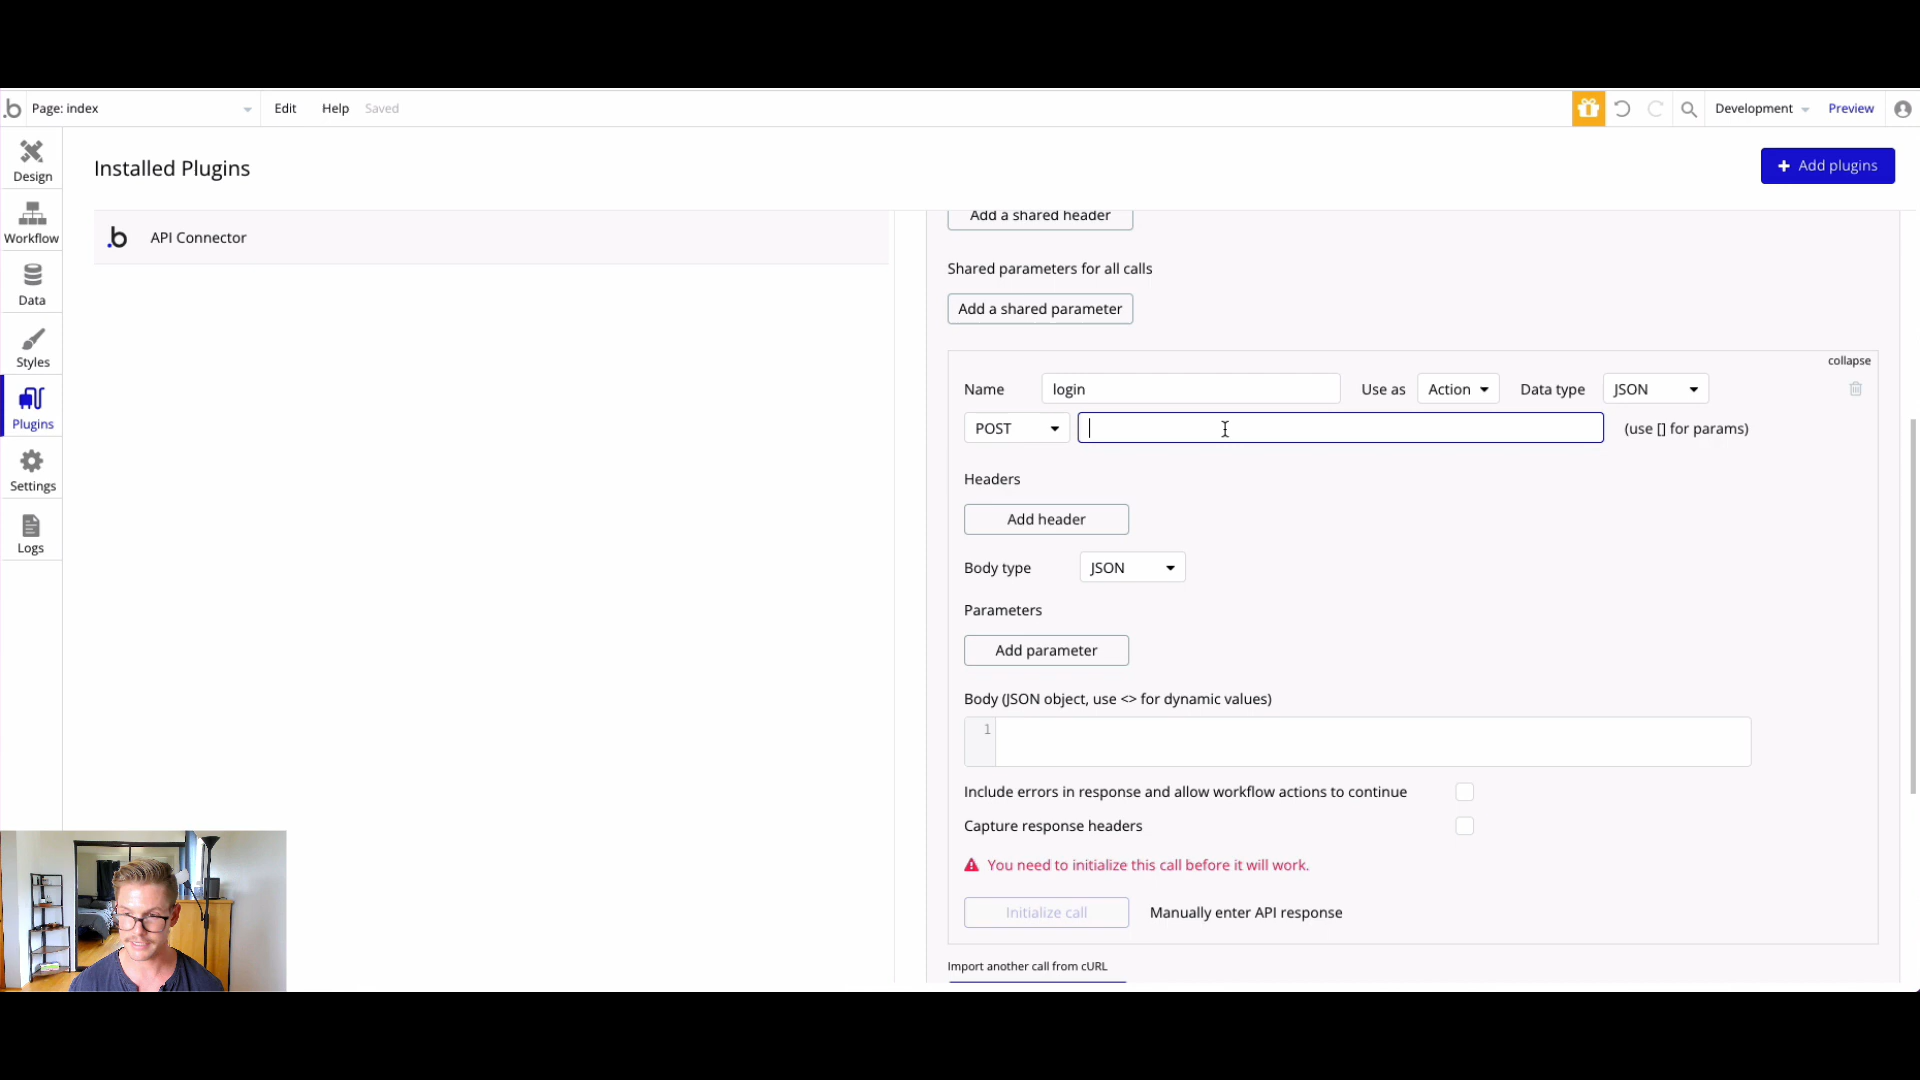 .b Page: index Edit Help Saved Development Preview
Design
Workflow
Data
Styles
Plugins
Settings
Logs
Installed Plugins
+ Add plugins
.b API Connector
Add a shared header
Shared parameters for all calls
Add a shared parameter
collapse
Name login Use as Action Data type JSON
POST (use [] for params)
Headers
Add header
Body type JSON
Parameters
Add parameter
Body (JSON object, use <> for dynamic values)
1
Include errors in response and allow workflow actions to continue
Capture response headers
You need to initialize this call before it will work.
Initialize call Manually enter API response
Import another call from cURL